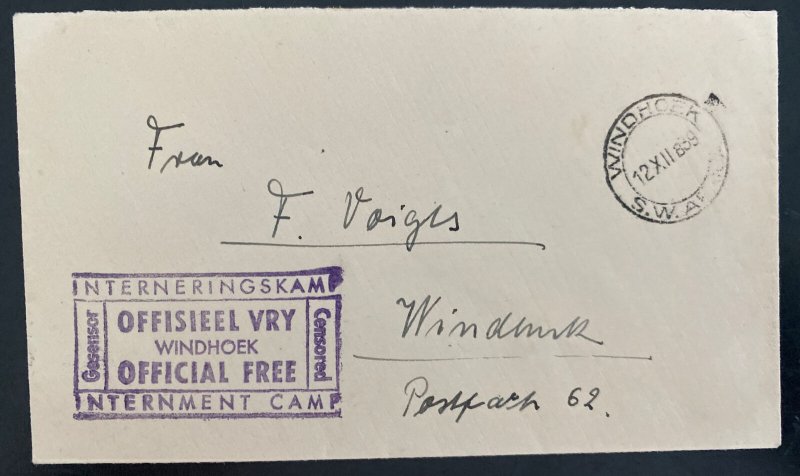 WINDHOEK
12 XII 39
S.W.A.
Frau
F. Voigts
Windhuk
Postfach 62.
INTERNERINGSKAMP
Gesensor
OFFISIEEL VRY
WINDHOEK
OFFICIAL FREE
Censored
INTERNMENT CAMP